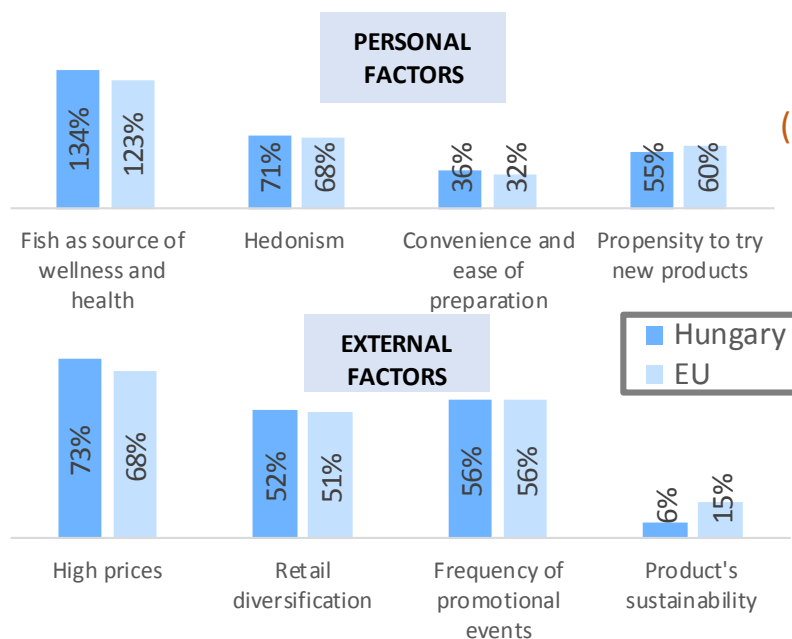 PERSONAL
FACTORS
(
134%
123%
71%
68%
36%
32%
55%
60%
Fish as source of
wellness and
health
Hedonism
Convenience and
ease of
preparation
Propensity to try
new products
EXTERNAL
FACTORS
Hungary
EU
73%
68%
52%
51%
56%
56%
6%
15%
High prices
Retail
diversification
Frequency of
promotional
events
Product's
sustainability